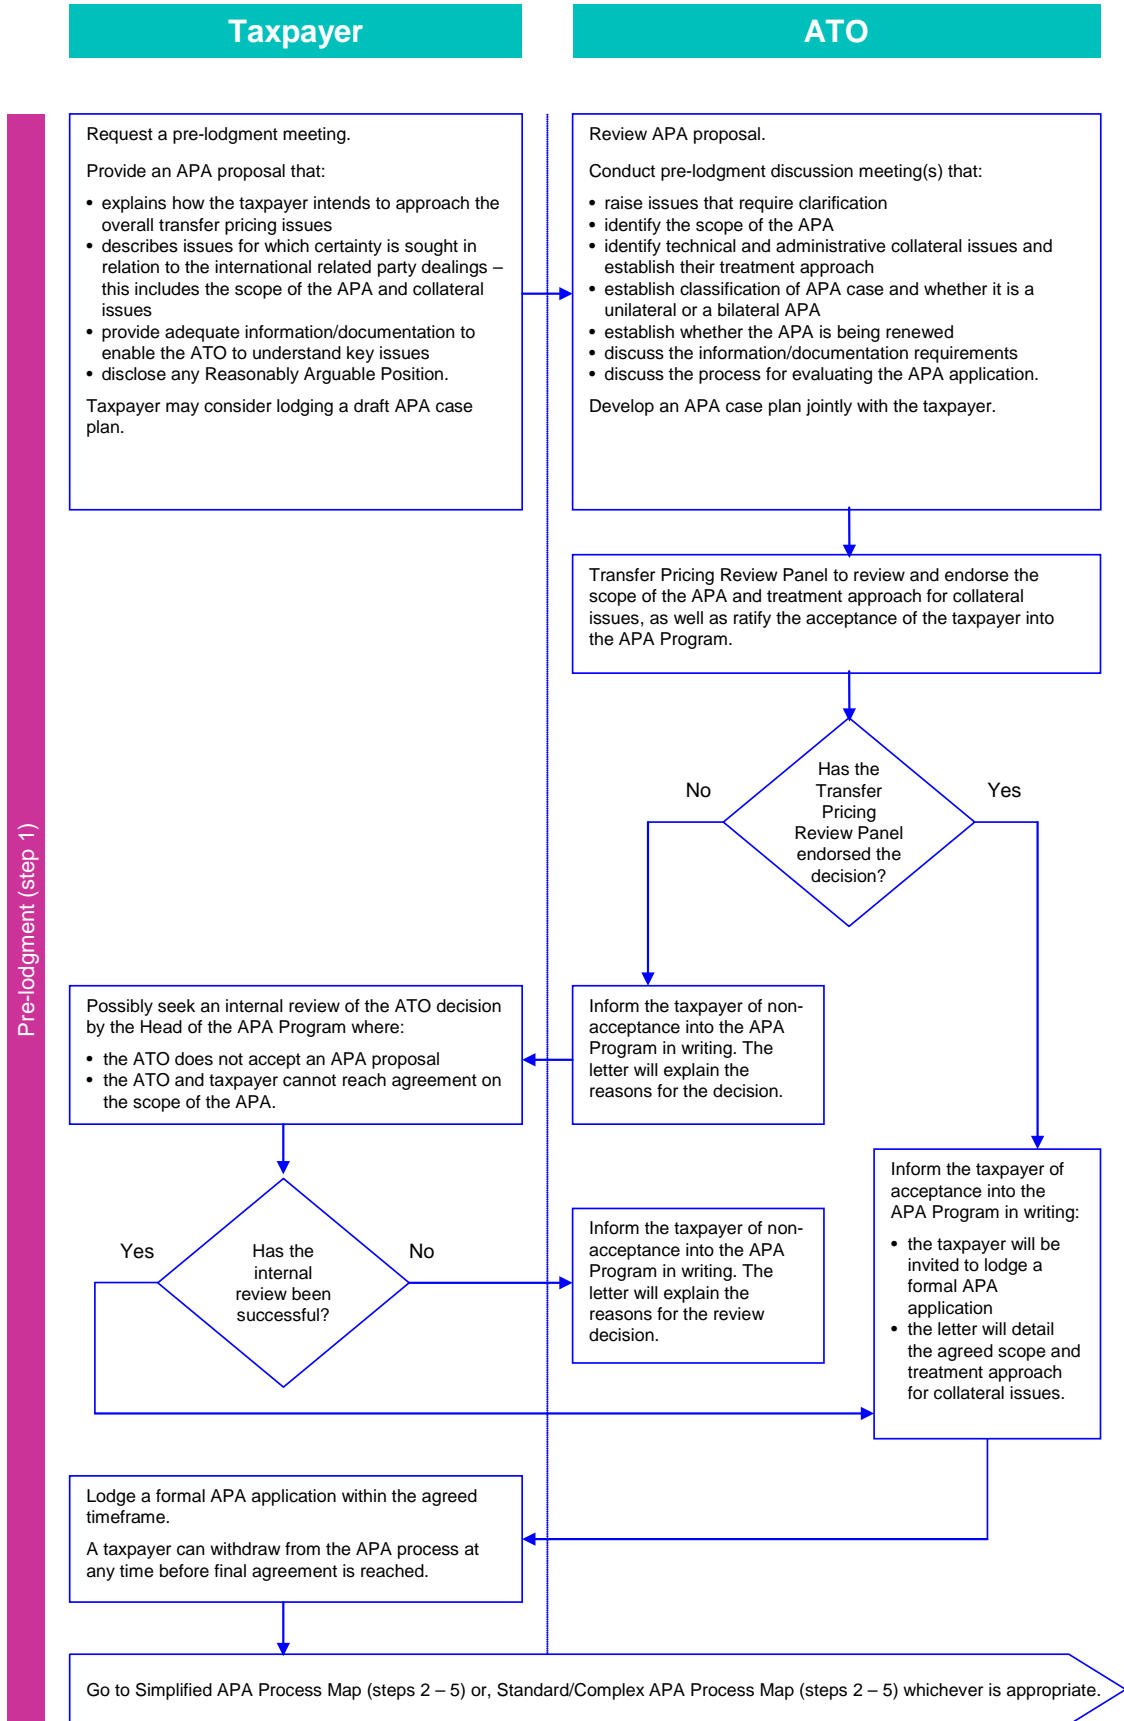 Taxpayer
ATO
Pre-lodgment (step 1)
Request a pre-lodgment meeting.
Provide an APA proposal that:
• explains how the taxpayer intends to approach the
overall transfer pricing issues
• describes issues for which certainty is sought in
relation to the international related party dealings –
this includes the scope of the APA and collateral
issues
• provide adequate information/documentation to
enable the ATO to understand key issues
• disclose any Reasonably Arguable Position.
Taxpayer may consider lodging a draft APA case
plan.
Review APA proposal.
Conduct pre-lodgment discussion meeting(s) that:
• raise issues that require clarification
• identify the scope of the APA
• identify technical and administrative collateral issues and
establish their treatment approach
• establish classification of APA case and whether it is a
unilateral or a bilateral APA
• establish whether the APA is being renewed
• discuss the information/documentation requirements
• discuss the process for evaluating the APA application.
Develop an APA case plan jointly with the taxpayer.
Transfer Pricing Review Panel to review and endorse the
scope of the APA and treatment approach for collateral
issues, as well as ratify the acceptance of the taxpayer into
the APA Program.
No
Has the
Transfer
Pricing
Review Panel
endorsed the
decision?
Yes
Possibly seek an internal review of the ATO decision
by the Head of the APA Program where:
• the ATO does not accept an APA proposal
• the ATO and taxpayer cannot reach agreement on
the scope of the APA.
Inform the taxpayer of non-
acceptance into the APA
Program in writing. The
letter will explain the
reasons for the decision.
Inform the taxpayer of
acceptance into the
APA Program in writing:
• the taxpayer will be
invited to lodge a
formal APA
application
• the letter will detail
the agreed scope and
treatment approach
for collateral issues.
Yes
Has the
internal
review been
successful?
No
Inform the taxpayer of non-
acceptance into the APA
Program in writing. The
letter will explain the
reasons for the review
decision.
Lodge a formal APA application within the agreed
timeframe.
A taxpayer can withdraw from the APA process at
any time before final agreement is reached.
Go to Simplified APA Process Map (steps 2 – 5) or, Standard/Complex APA Process Map (steps 2 – 5) whichever is appropriate.